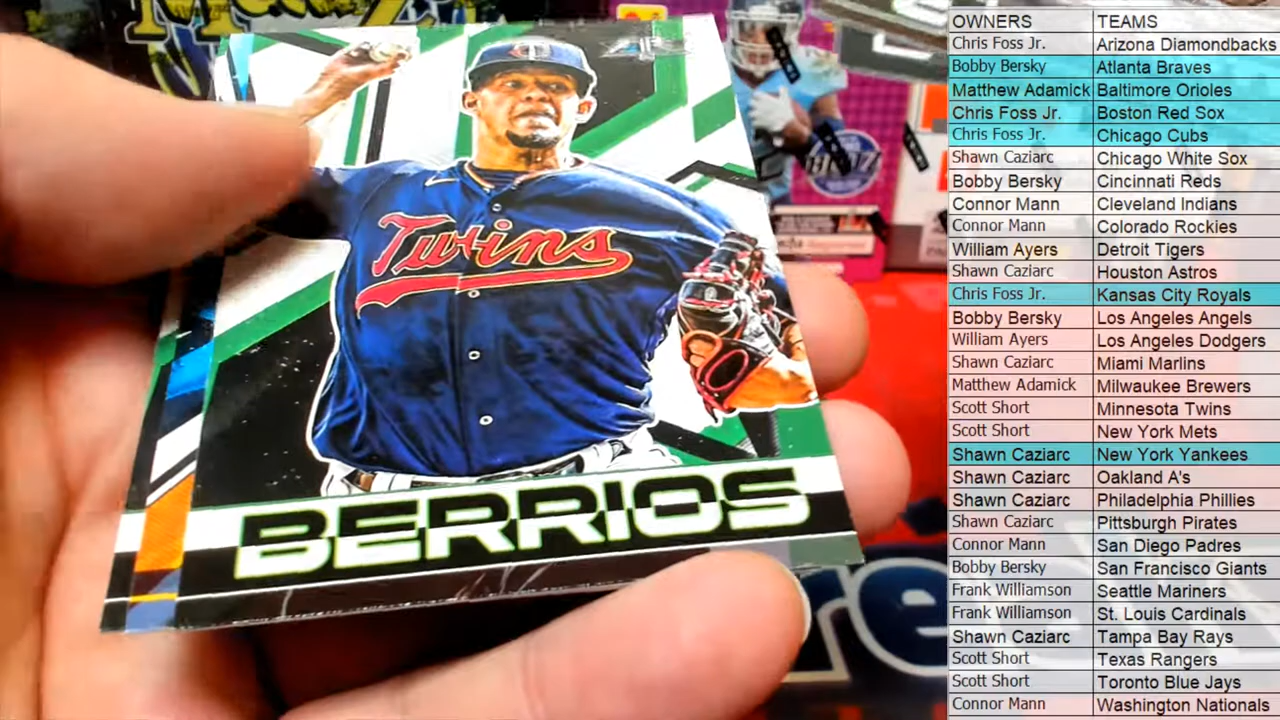 Twins
BERRIOS
re
OWNERS TEAMS
Chris Foss Jr. Arizona Diamondbacks
Bobby Bersky Atlanta Braves
Matthew Adamick Baltimore Orioles
Chris Foss Jr. Boston Red Sox
Chris Foss Jr. Chicago Cubs
Shawn Caziarc Chicago White Sox
Bobby Bersky Cincinnati Reds
Connor Mann Cleveland Indians
Connor Mann Colorado Rockies
William Ayers Detroit Tigers
Shawn Caziarc Houston Astros
Chris Foss Jr. Kansas City Royals
Bobby Bersky Los Angeles Angels
William Ayers Los Angeles Dodgers
Shawn Caziarc Miami Marlins
Matthew Adamick Milwaukee Brewers
Scott Short Minnesota Twins
Scott Short New York Mets
Shawn Caziarc New York Yankees
Shawn Caziarc Oakland A's
Shawn Caziarc Philadelphia Phillies
Shawn Caziarc Pittsburgh Pirates
Connor Mann San Diego Padres
Bobby Bersky San Francisco Giants
Frank Williamson Seattle Mariners
Frank Williamson St. Louis Cardinals
Shawn Caziarc Tampa Bay Rays
Scott Short Texas Rangers
Scott Short Toronto Blue Jays
Connor Mann Washington Nationals